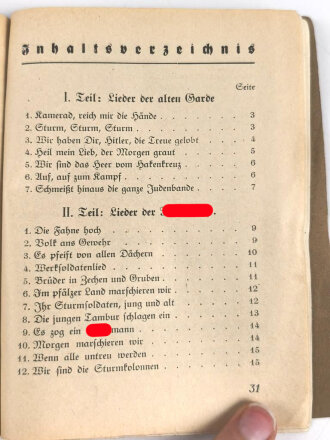 Inhaltsverzeichnis
I. Teil: Lieder der alten Garde
Seite
1. Kamerad, reich mir die Hände . . . . . 3
2. Sturm, Sturm, Sturm . . . . . 3
3. Wir haben Dir, Hitler, die Treue gelobt . . . . . 4
4. Heil mein Lieb, der Morgen graut . . . . . 5
5. Wir sind das Heer vom Hakenkreuz . . . . . 6
6. Auf, auf zum Kampf . . . . . 6
7. Schmeißt hinaus die ganze Judenbande . . . . . 7
II. Teil: Lieder der
1. Die Fahne hoch . . . . . 9
2. Volk ans Gewehr . . . . . 9
3. Es pfeift von allen Dächern . . . . . 10
4. Werksoldatenlied . . . . . 11
5. Brüder in Zechen und Gruben . . . . . 11
6. Im pfälzer Land marschieren wir . . . . . 12
7. Ihr Sturmsoldaten, jung und alt . . . . . 12
8. Die jungen Tambur schlagen ein . . . . . 13
9. Es zog ein mann . . . . . 14
10. Morgen marschieren wir . . . . . 14
11. Wenn alle untreu werden . . . . . 15
12. Wir sind die Sturmkolonnen . . . . . 15
31